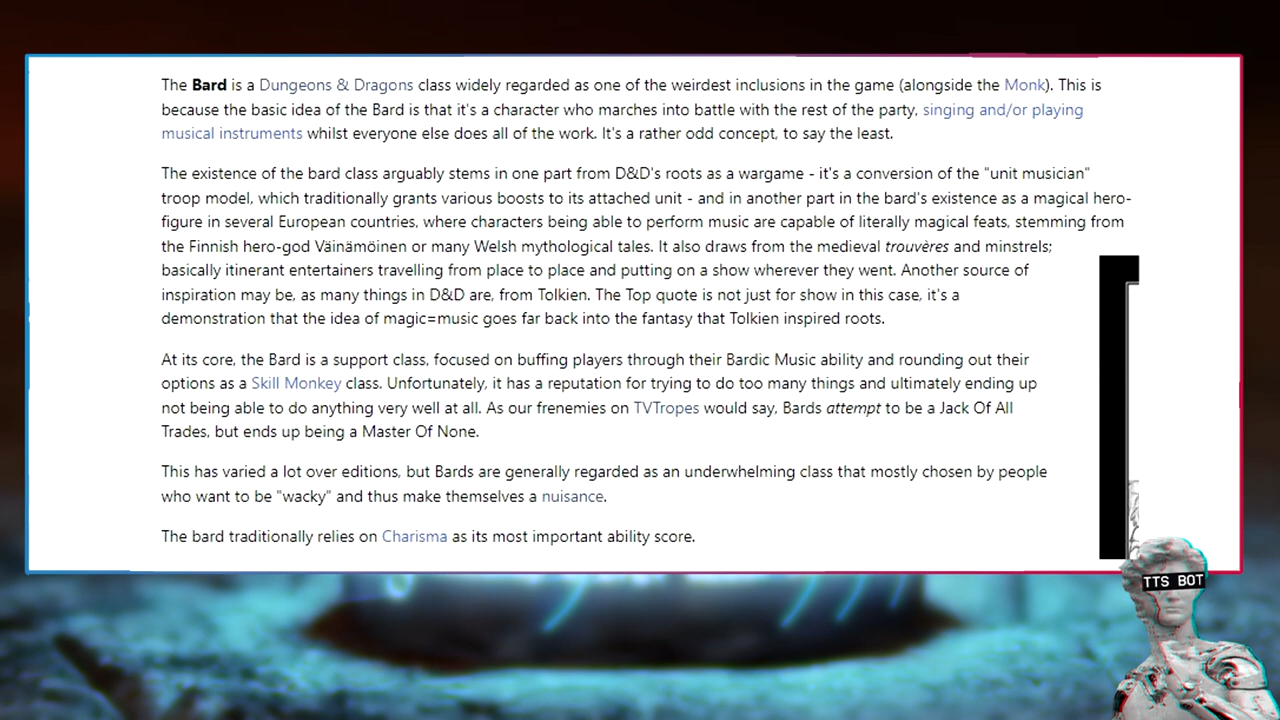 The Bard is a Dungeons & Dragons class widely regarded as one of the weirdest inclusions in the game (alongside the Monk). This is
because the basic idea of the Bard is that it's a character who marches into battle with the rest of the party, singing and/or playing
musical instruments whilst everyone else does all of the work. It's a rather odd concept, to say the least.
The existence of the bard class arguably stems in one part from D&D's roots as a wargame - it's a conversion of the "unit musician"
troop model, which traditionally grants various boosts to its attached unit - and in another part in the bard's existence as a magical hero-
figure in several European countries, where characters being able to perform music are capable of literally magical feats, stemming from
the Finnish hero-god Väinämöinen or many Welsh mythological tales. It also draws from the medieval trouvères and minstrels;
basically itinerant entertainers travelling from place to place and putting on a show wherever they went. Another source of
inspiration may be, as many things in D&D are, from Tolkien. The Top quote is not just for show in this case, it's a
demonstration that the idea of magic=music goes far back into the fantasy that Tolkien inspired roots.
At its core, the Bard is a support class, focused on buffing players through their Bardic Music ability and rounding out their
options as a Skill Monkey class. Unfortunately, it has a reputation for trying to do too many things and ultimately ending up
not being able to do anything very well at all. As our frenemies on TVTropes would say, Bards attempt to be a Jack Of All
Trades, but ends up being a Master Of None.
This has varied a lot over editions, but Bards are generally regarded as an underwhelming class that mostly chosen by people
who want to be "wacky" and thus make themselves a nuisance.
The bard traditionally relies on Charisma as its most important ability score.
TTS BOT